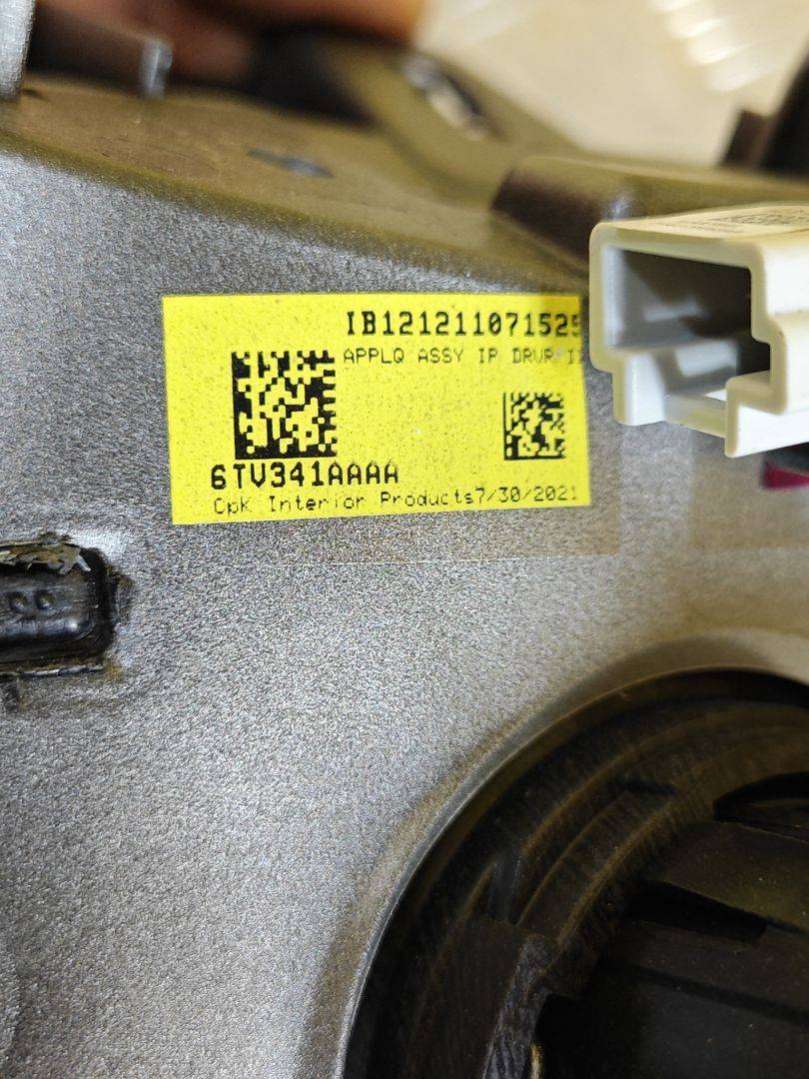 IB121211071525
APPLQ ASSY IP DRVR
6TV341AAAA
Cpk Interior Products7/30/2021